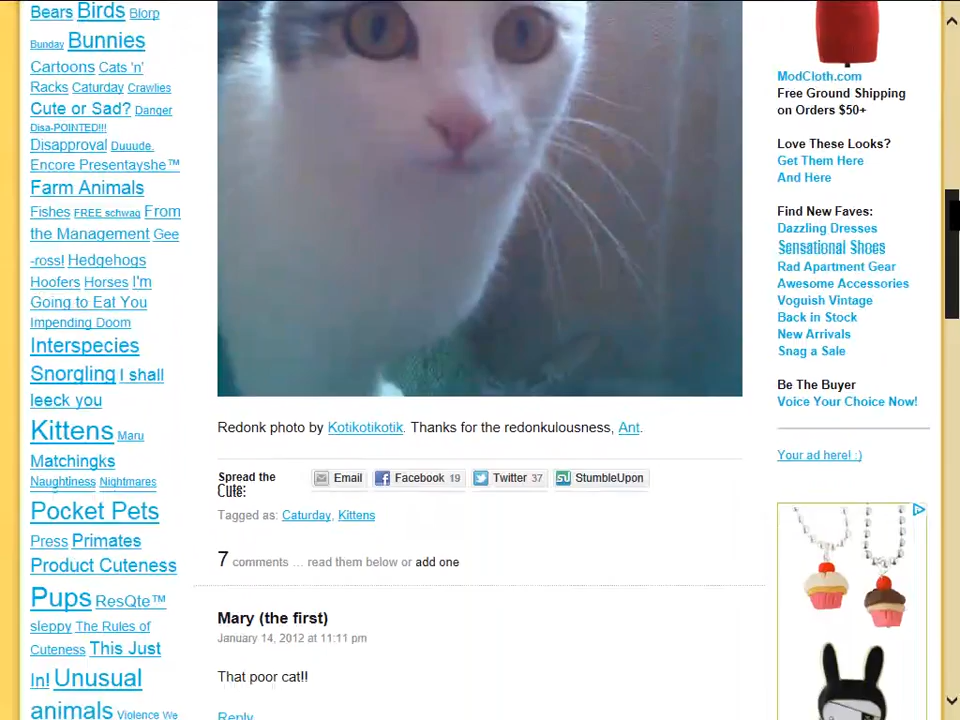 Bears Birds Blorp
Bunday Bunnies
Cartoons Cats 'n'
Racks Caturday Crawlies
Cute or Sad? Danger
Disa-POINTED!!!
Disapproval Duuude.
Encore Presentayshe™
Farm Animals
Fishes FREE schwag From
the Management Gee
-ross! Hedgehogs
Hoofers Horses I'm
Going to Eat You
Impending Doom
Interspecies
Snorgling I shall
leeck you
Kittens Maru
Matchingks
Naughtiness Nightmares
Pocket Pets
Press Primates
Product Cuteness
Pups ResQte™
sleppy The Rules of
Cuteness This Just
In! Unusual
animals Violence We
Redonk photo by Kotikotikotik. Thanks for the redonkulousness, Ant.
Spread the
Cute:
Email
Facebook 19
Twitter 37
StumbleUpon
Tagged as: Caturday, Kittens
7 comments … read them below or add one
Mary (the first)
January 14, 2012 at 11:11 pm
That poor cat!!
Reply
ModCloth.com
Free Ground Shipping
on Orders $50+
Love These Looks?
Get Them Here
And Here
Find New Faves:
Dazzling Dresses
Sensational Shoes
Rad Apartment Gear
Awesome Accessories
Voguish Vintage
Back in Stock
New Arrivals
Snag a Sale
Be The Buyer
Voice Your Choice Now!
Your ad here! :)